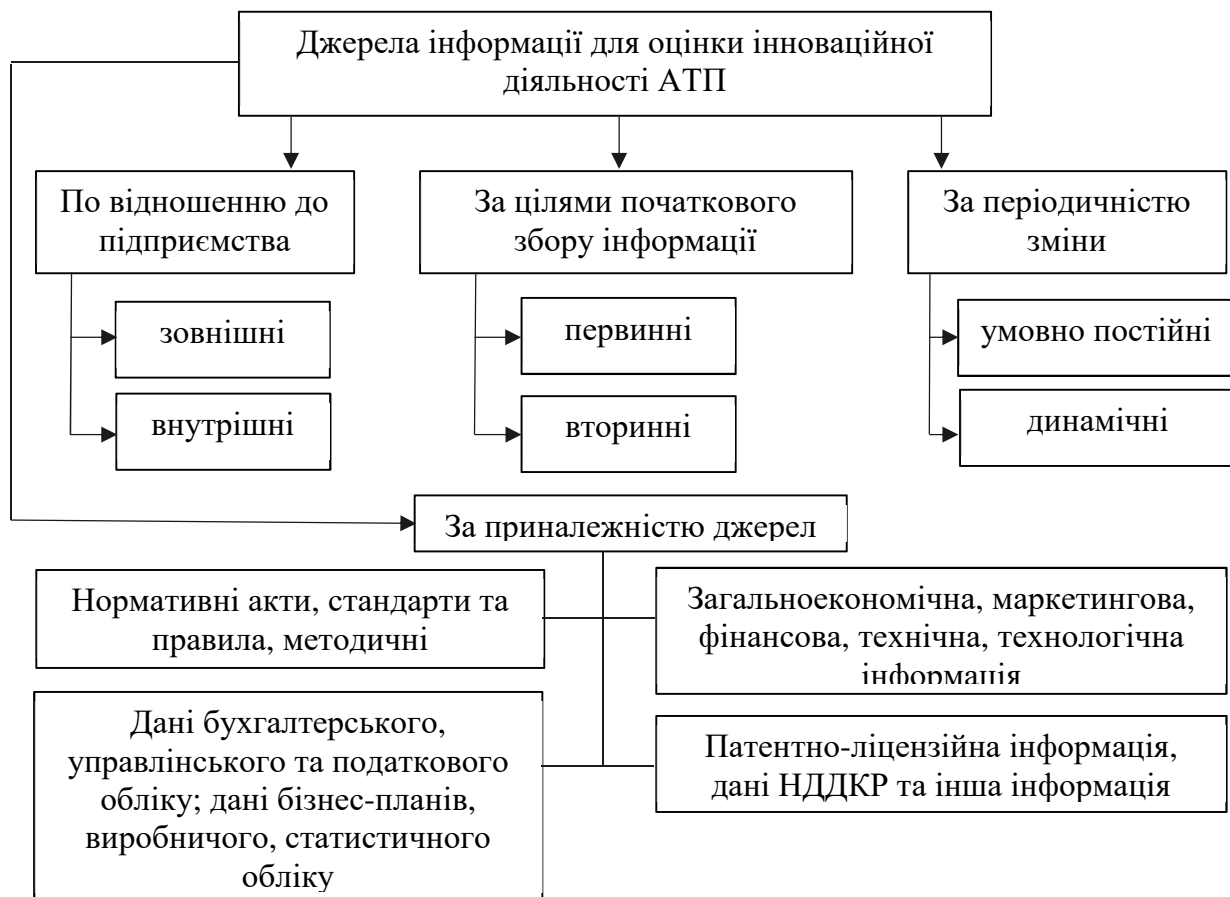 Джерела інформації для оцінки інноваційної
діяльності АТП
По відношенню до
підприємства
За цілями початкового
збору інформації
За періодичністю
зміни
зовнішні
внутрішні
первинні
вторинні
умовно постійні
динамічні
За приналежністю джерел
Нормативні акти, стандарти та
правила, методичні
Загальноекономічна, маркетингова,
фінансова, технічна, технологічна
інформація
Дані бухгалтерського,
управлінського та податкового
обліку; дані бізнес-планів,
виробничого, статистичного
обліку
Патентно-ліцензійна інформація,
дані НДДКР та інша інформація